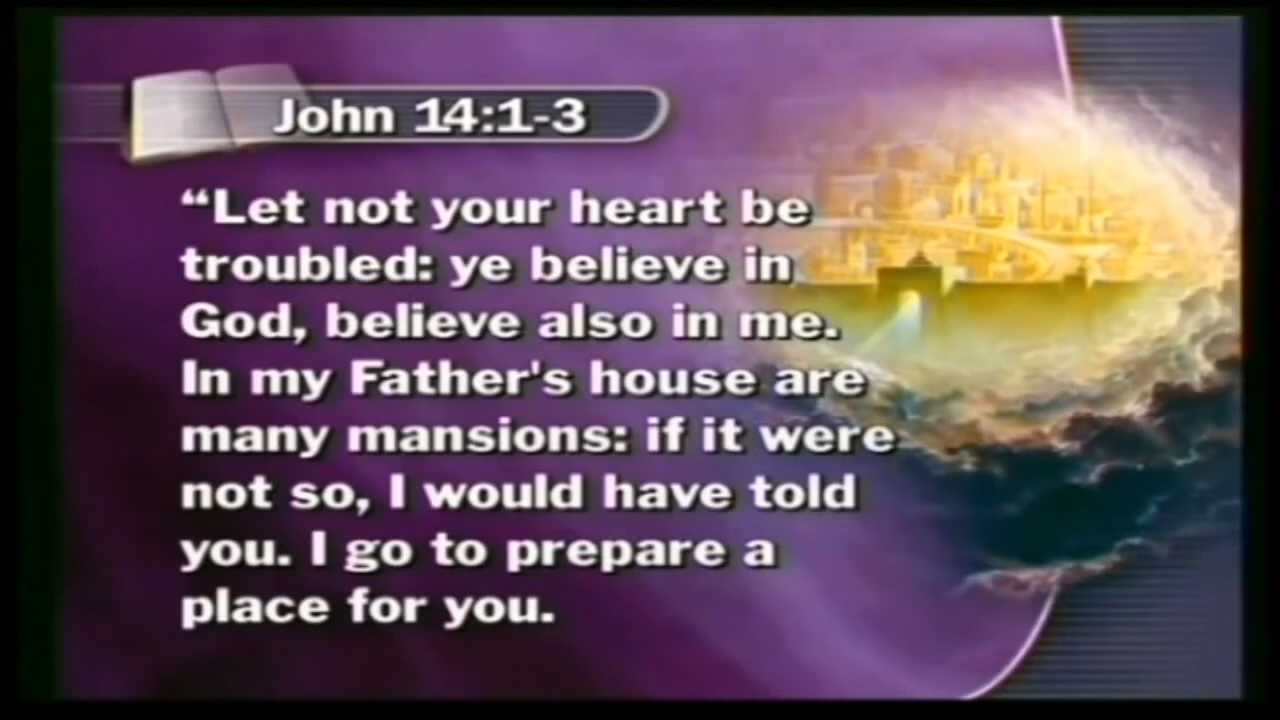 John 14:1-3
“Let not your heart be
troubled: ye believe in
God, believe also in me.
In my Father's house are
many mansions: if it were
not so, I would have told
you. I go to prepare a
place for you.